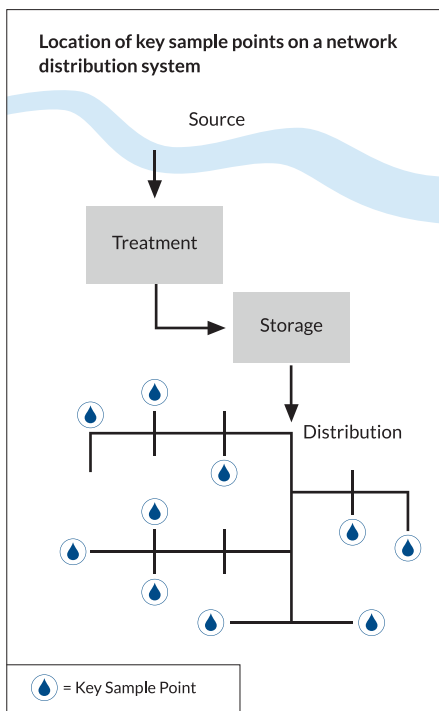 Location of key sample points on a network
distribution system
Source
Treatment
Storage
Distribution
= Key Sample Point